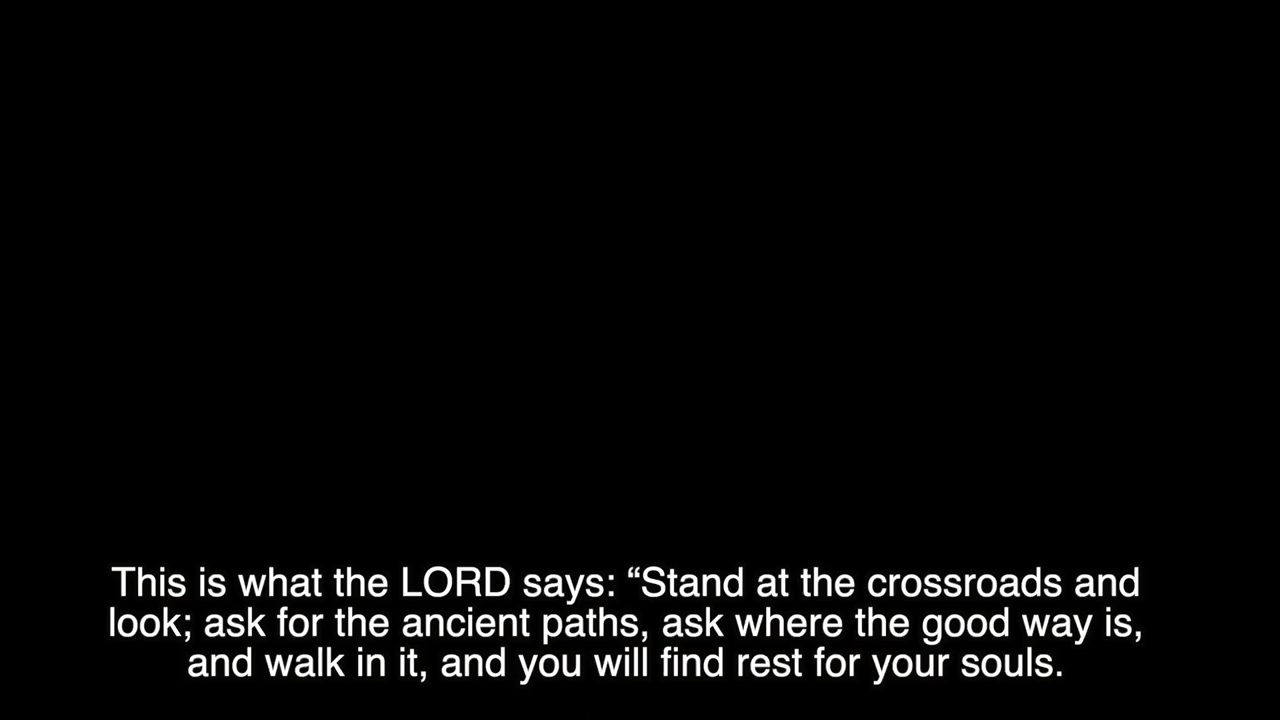 This is what the LORD says: “Stand at the crossroads and
look; ask for the ancient paths, ask where the good way is,
and walk in it, and you will find rest for your souls.